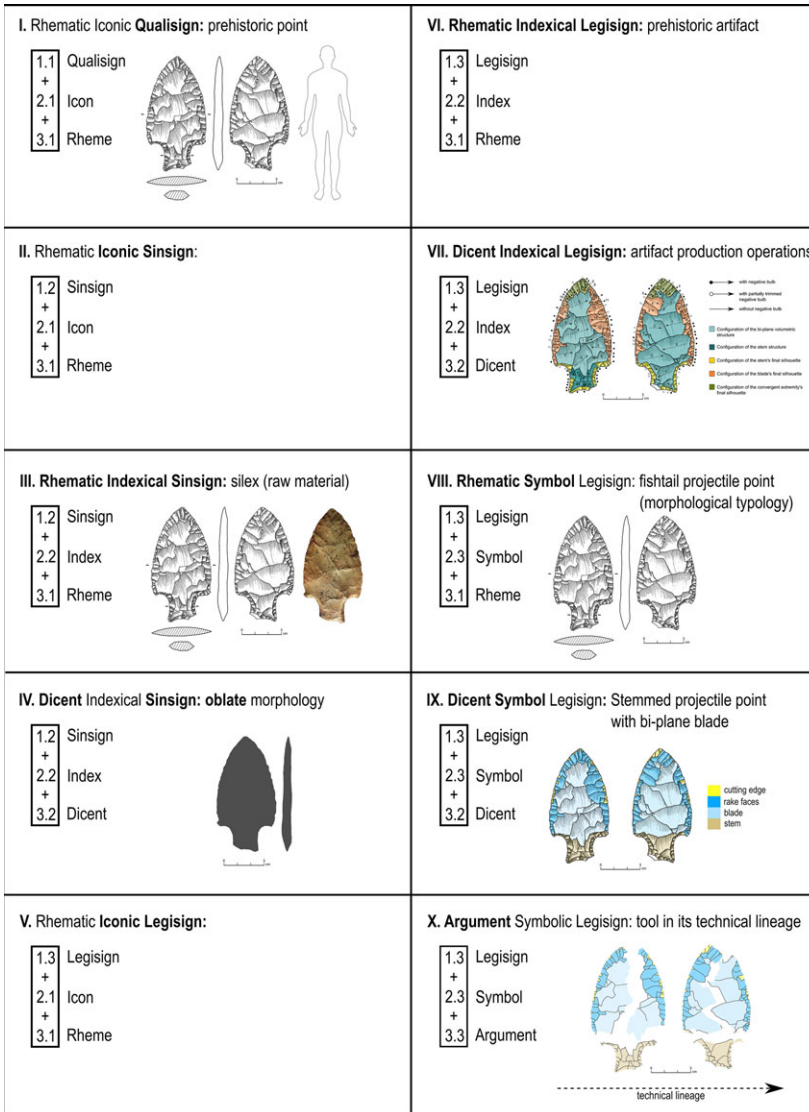 I. Rhematic Iconic Qualisign: prehistoric point
1.1 Qualisign
+
2.1 Icon
+
3.1 Rheme
cm
II. Rhematic Iconic Sinsign:
1.2 Sinsign
+
2.1 Icon
+
3.1 Rheme
III. Rhematic Indexical Sinsign: silex (raw material)
1.2 Sinsign
+
2.2 Index
+
3.1 Rheme
cm
IV. Dicent Indexical Sinsign: oblate morphology
1.2 Sinsign
+
2.2 Index
+
3.2 Dicent
cm
V. Rhematic Iconic Legisign:
1.3 Legisign
+
2.1 Icon
+
3.1 Rheme
VI. Rhematic Indexical Legisign: prehistoric artifact
1.3 Legisign
+
2.2 Index
+
3.1 Rheme
VII. Dicent Indexical Legisign: artifact production operations
1.3 Legisign
+
2.2 Index
+
3.2 Dicent
with negative bulb
with partially trimmed
negative bulb
without negative bulb
Configuration of the bi-plane volumetric
structure
Configuration of the stem structure
Configuration of the stem's final silhouette
Configuration of the blade's final silhouette
Configuration of the convergent extremity's
final silhouette
cm
VIII. Rhematic Symbol Legisign: fishtail projectile point
(morphological typology)
1.3 Legisign
+
2.3 Symbol
+
3.1 Rheme
cm
IX. Dicent Symbol Legisign: Stemmed projectile point
with bi-plane blade
1.3 Legisign
+
2.3 Symbol
+
3.2 Dicent
cutting edge
rake faces
blade
stem
cm
X. Argument Symbolic Legisign: tool in its technical lineage
1.3 Legisign
+
2.3 Symbol
+
3.3 Argument
cm
technical lineage